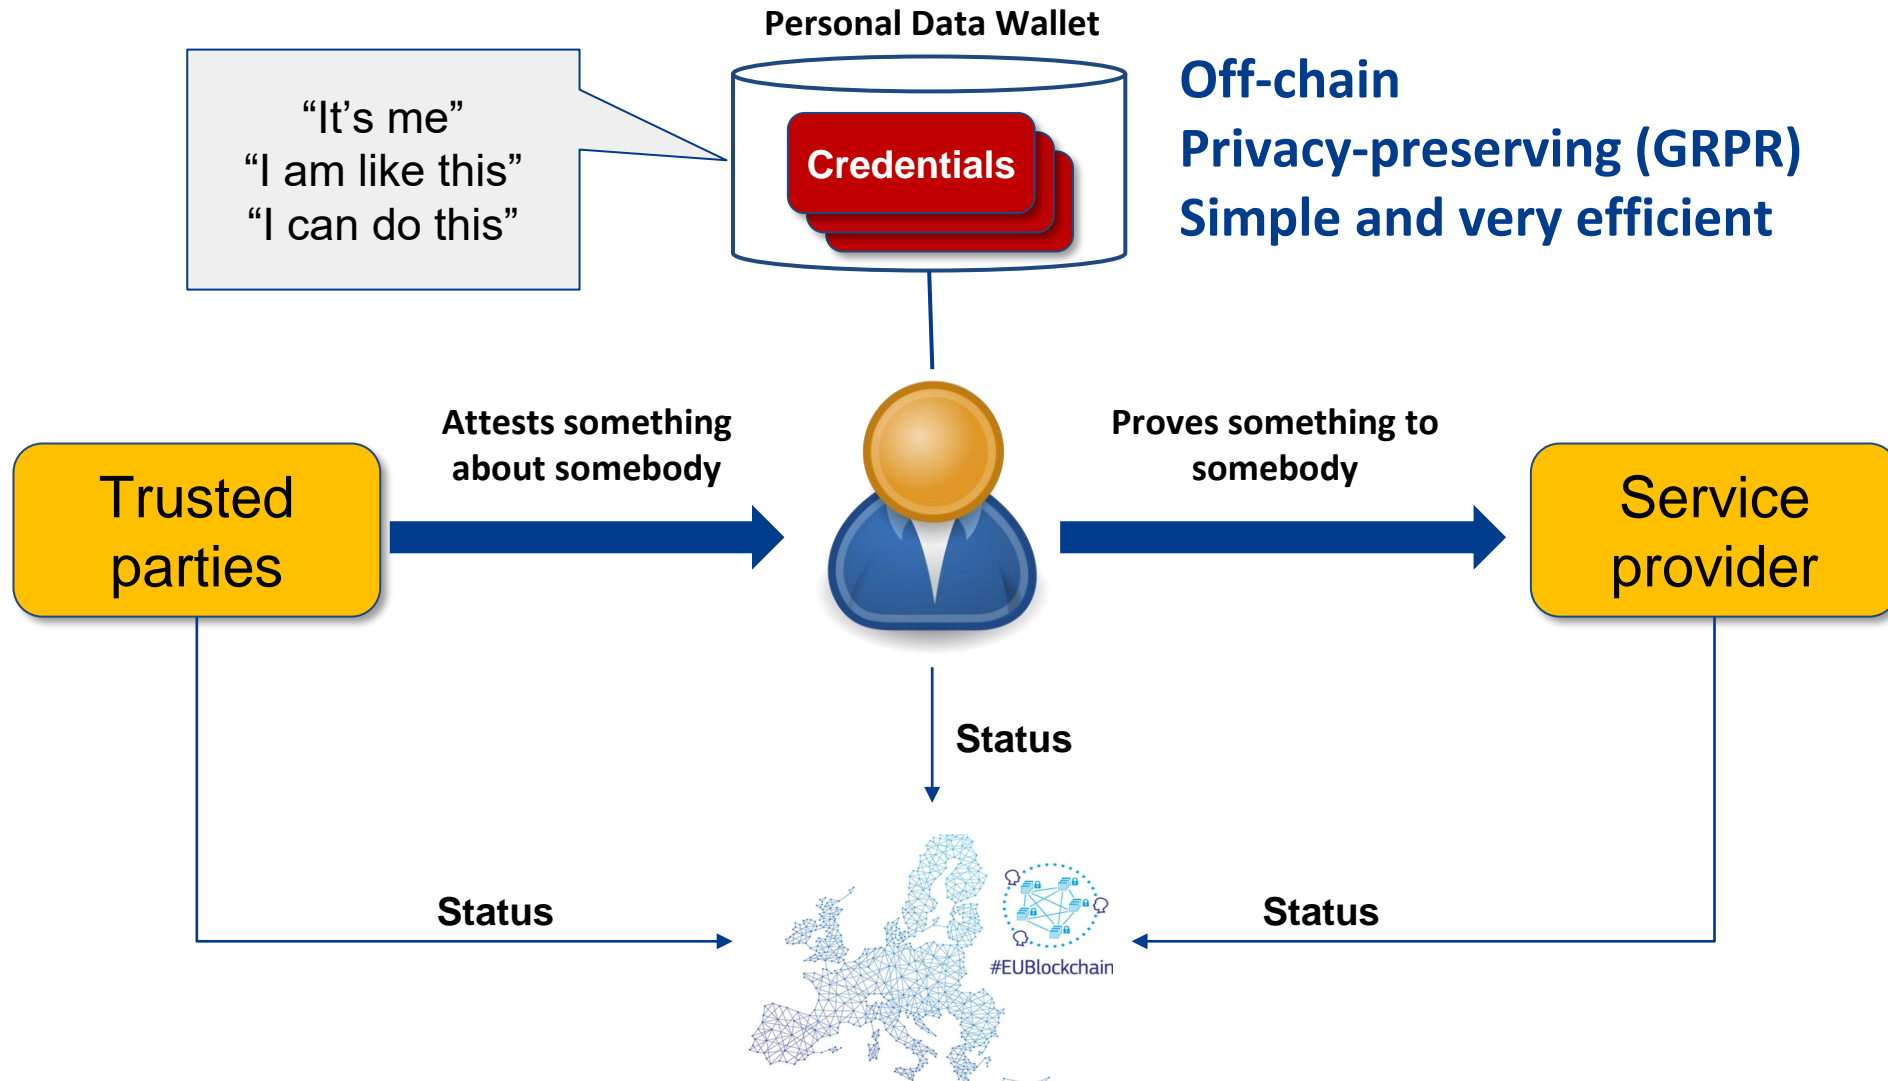 Personal Data Wallet
“It's me”
“I am like this”
“I can do this”
Credentials
Off-chain
Privacy-preserving (GRPR)
Simple and very efficient
Trusted
parties
Attests something
about somebody
Proves something to
somebody
Service
provider
Status
Status
Status
#EUBlockchain